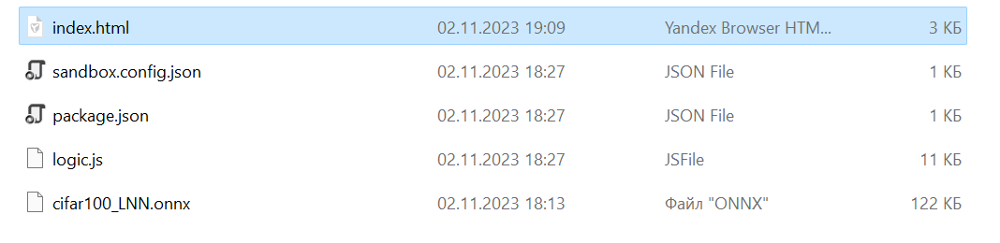 index.html 02.11.2023 19:09 Yandex Browser HTM... 3 КБ
sandbox.config.json 02.11.2023 18:27 JSON File 1 КБ
package.json 02.11.2023 18:27 JSON File 1 КБ
logic.js 02.11.2023 18:27 JSFile 11 КБ
cifar100_LNN.onnx 02.11.2023 18:13 Файл "ONNX" 122 КБ